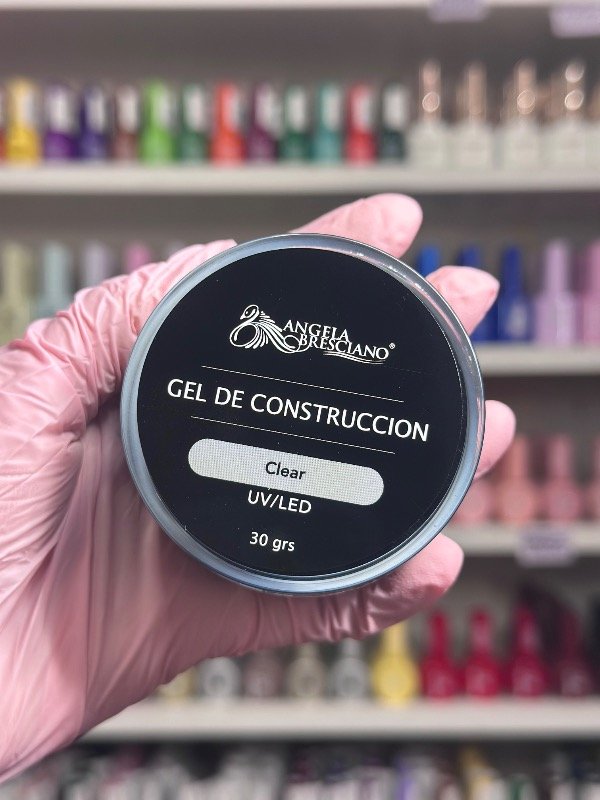 ANGELA
BRESCIANO®
GEL DE CONSTRUCCION
Clear
UV/LED
30 grs